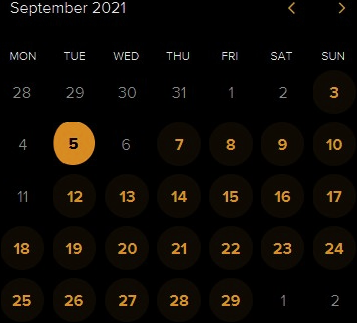 September 2021
MON TUE WED THU FRI SAT SUN
28 29 30 31 1 2 3
4 5 6 7 8 9 10
11 12 13 14 15 16 17
18 19 20 21 22 23 24
25 26 27 28 29 1 2